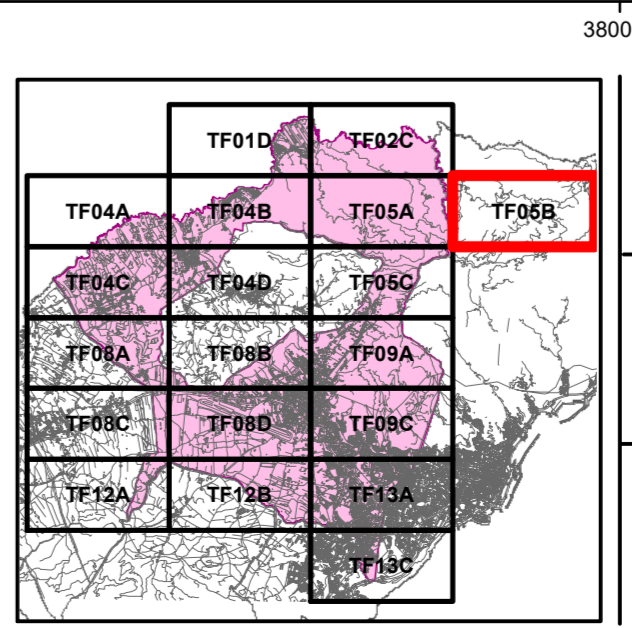 3800
TF01D TF02C
TF04A TF04B TF05A TF05B
TF04C TF04D TF05C
TF08A TF08B TF09A
TF08C TF08D TF09C
TF12A TF12B TF13A
TF13C